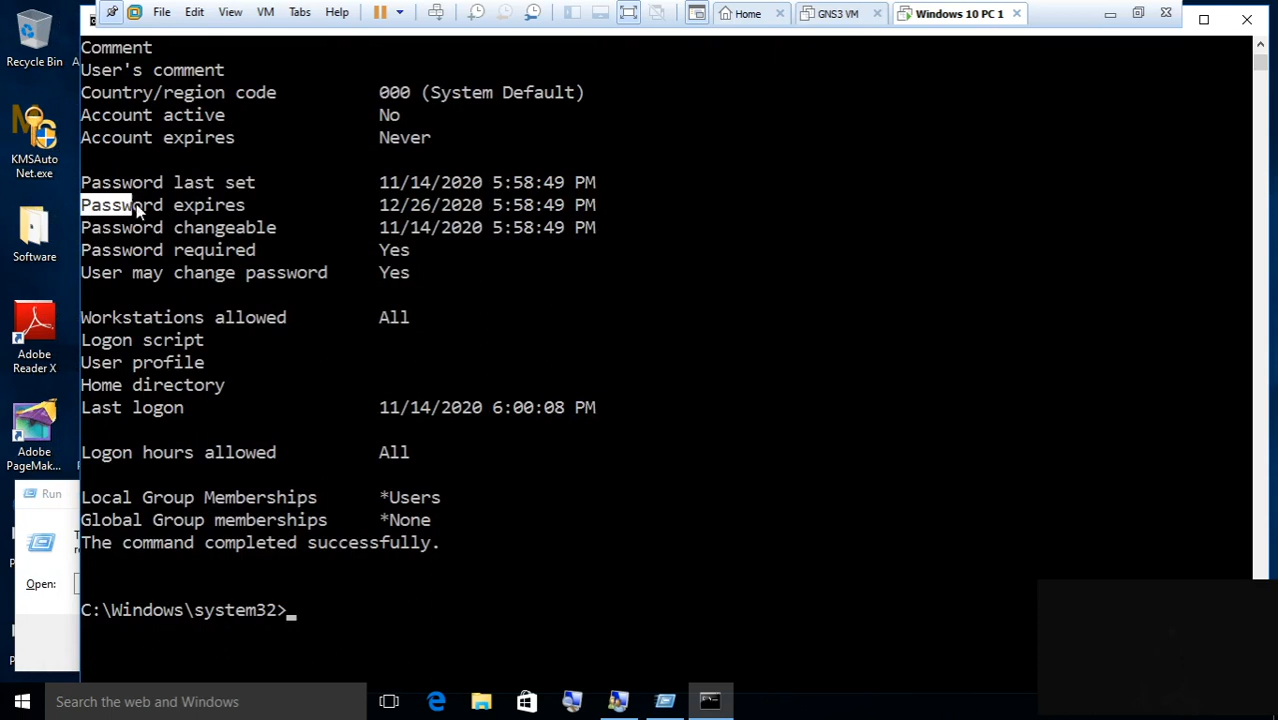 File Edit View VM Tabs Help Home GNS3 VM Windows 10 PC 1
Recycle Bin
KMSAuto
Net.exe
Software
Adobe
Reader X
Adobe
PageMak...
Comment
User's comment
Country/region code 000 (System Default)
Account active No
Account expires Never
Password last set 11/14/2020 5:58:49 PM
Password expires 12/26/2020 5:58:49 PM
Password changeable 11/14/2020 5:58:49 PM
Password required Yes
User may change password Yes
Workstations allowed All
Logon script
User profile
Home directory
Last logon 11/14/2020 6:00:08 PM
Logon hours allowed All
Local Group Memberships *Users
Global Group memberships *None
The command completed successfully.
C:\Windows\system32>
Run
Open:
Search the web and Windows